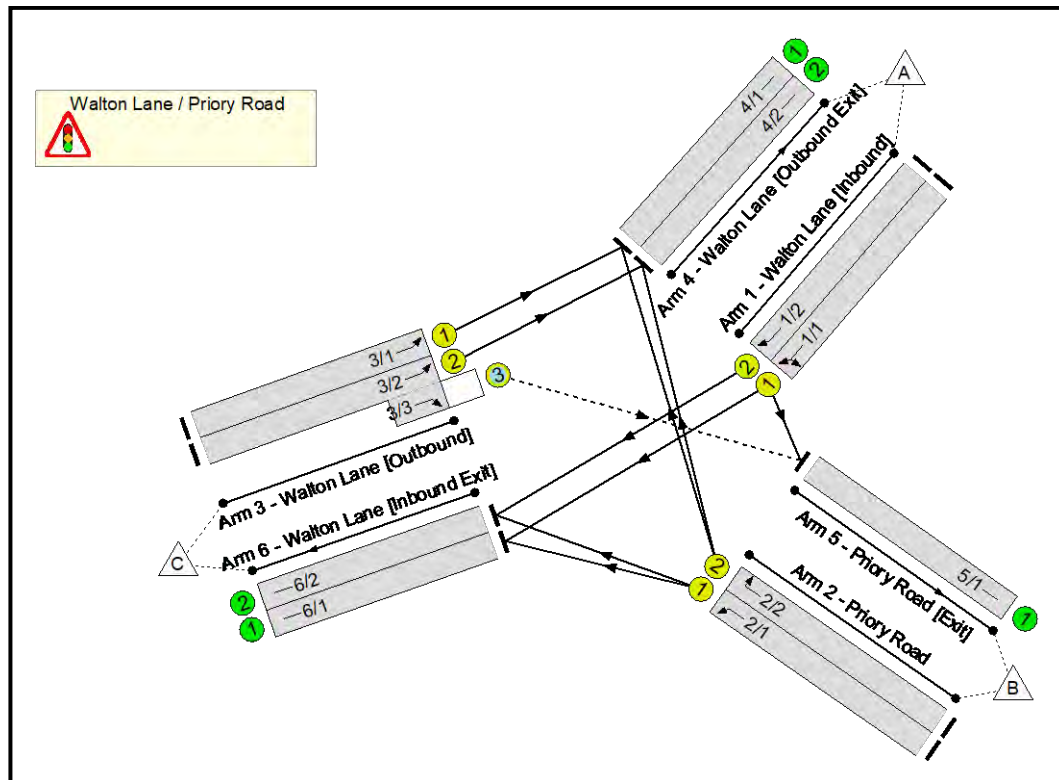 Walton Lane / Priory Road
1
2
A
4/1
4/2
Arm 4 - Walton Lane [Outbound Exit]
Arm 1 - Walton Lane [Inbound]
1/2
1/1
2
1
3/1
1
3/2
2
3/3
3
Arm 3 - Walton Lane [Outbound]
Arm 6 - Walton Lane [Inbound Exit]
C
6/2
6/1
2
1
5/1
1
Arm 5 - Priory Road [Exit]
Arm 2 - Priory Road
2
1
2/2
2/1
B